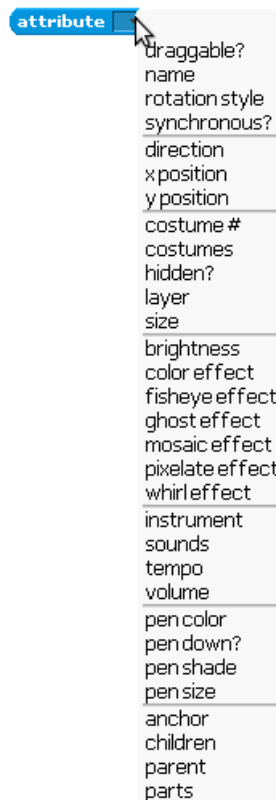 attribute
draggable?
name
rotation style
synchronous?
direction
x position
y position
costume #
costumes
hidden?
layer
size
brightness
color effect
fisheye effect
ghost effect
mosaic effect
pixelate effect
whirl effect
instrument
sounds
tempo
volume
pen color
pen down?
pen shade
pen size
anchor
children
parent
parts